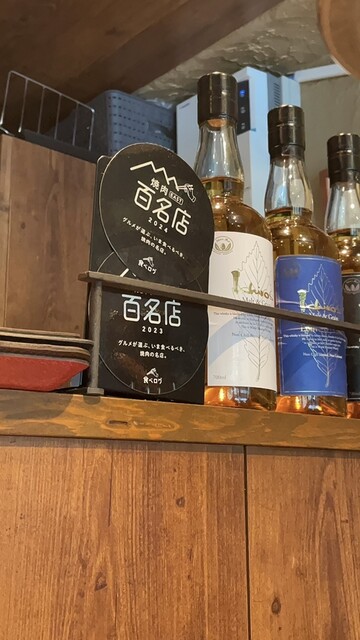 焼肉 EAST
百名店
2024
グルメが選ぶ、いま食べるべき、
焼肉の名店。
食べログ
百名店
2023
グルメが選ぶ、いま食べるべき、
焼肉の名店。
食べログ
Ichiro's
Malt & Grain
Ichiro's
Malt & Grain